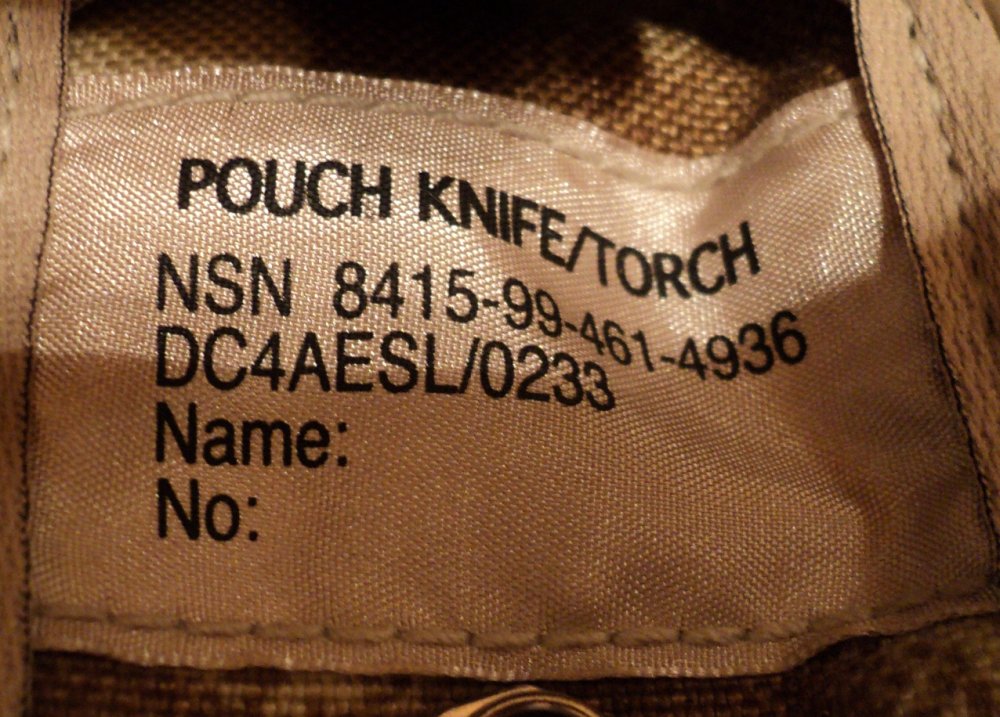 POUCH KNIFE/TORCH
NSN 8415-99-461-4936
DC4AESL/0233
Name:
No: